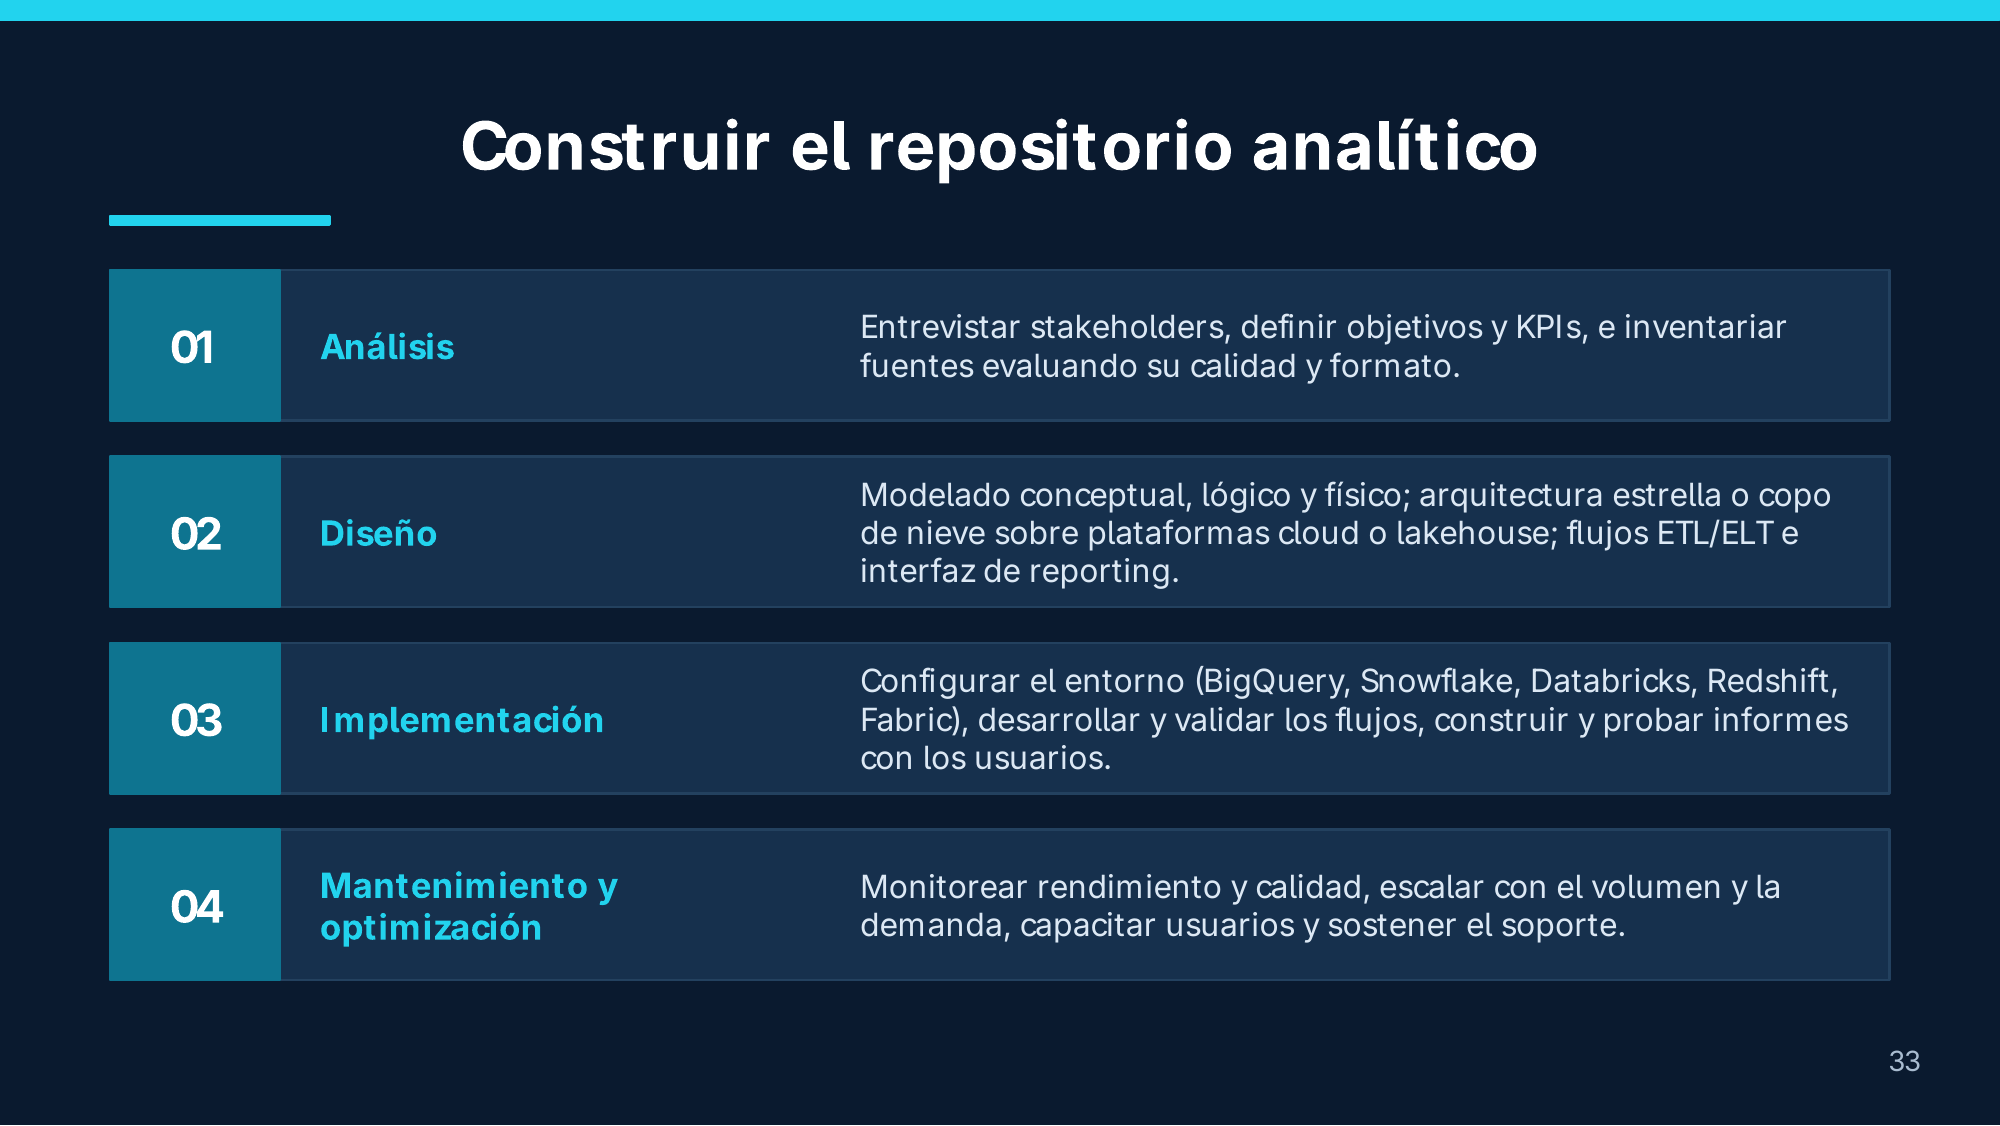 Construir el repositorio analítico
01
Análisis
Entrevistar stakeholders, definir objetivos y KPIs, e inventariar
fuentes evaluando su calidad y formato.
02
Diseño
Modelado conceptual, lógico y físico; arquitectura estrella o copo
de nieve sobre plataformas cloud o lakehouse; flujos ETL/ELT e
interfaz de reporting.
03
Implementación
Configurar el entorno (BigQuery, Snowflake, Databricks, Redshift,
Fabric), desarrollar y validar los flujos, construir y probar informes
con los usuarios.
04
Mantenimiento y
optimización
Monitorear rendimiento y calidad, escalar con el volumen y la
demanda, capacitar usuarios y sostener el soporte.
33